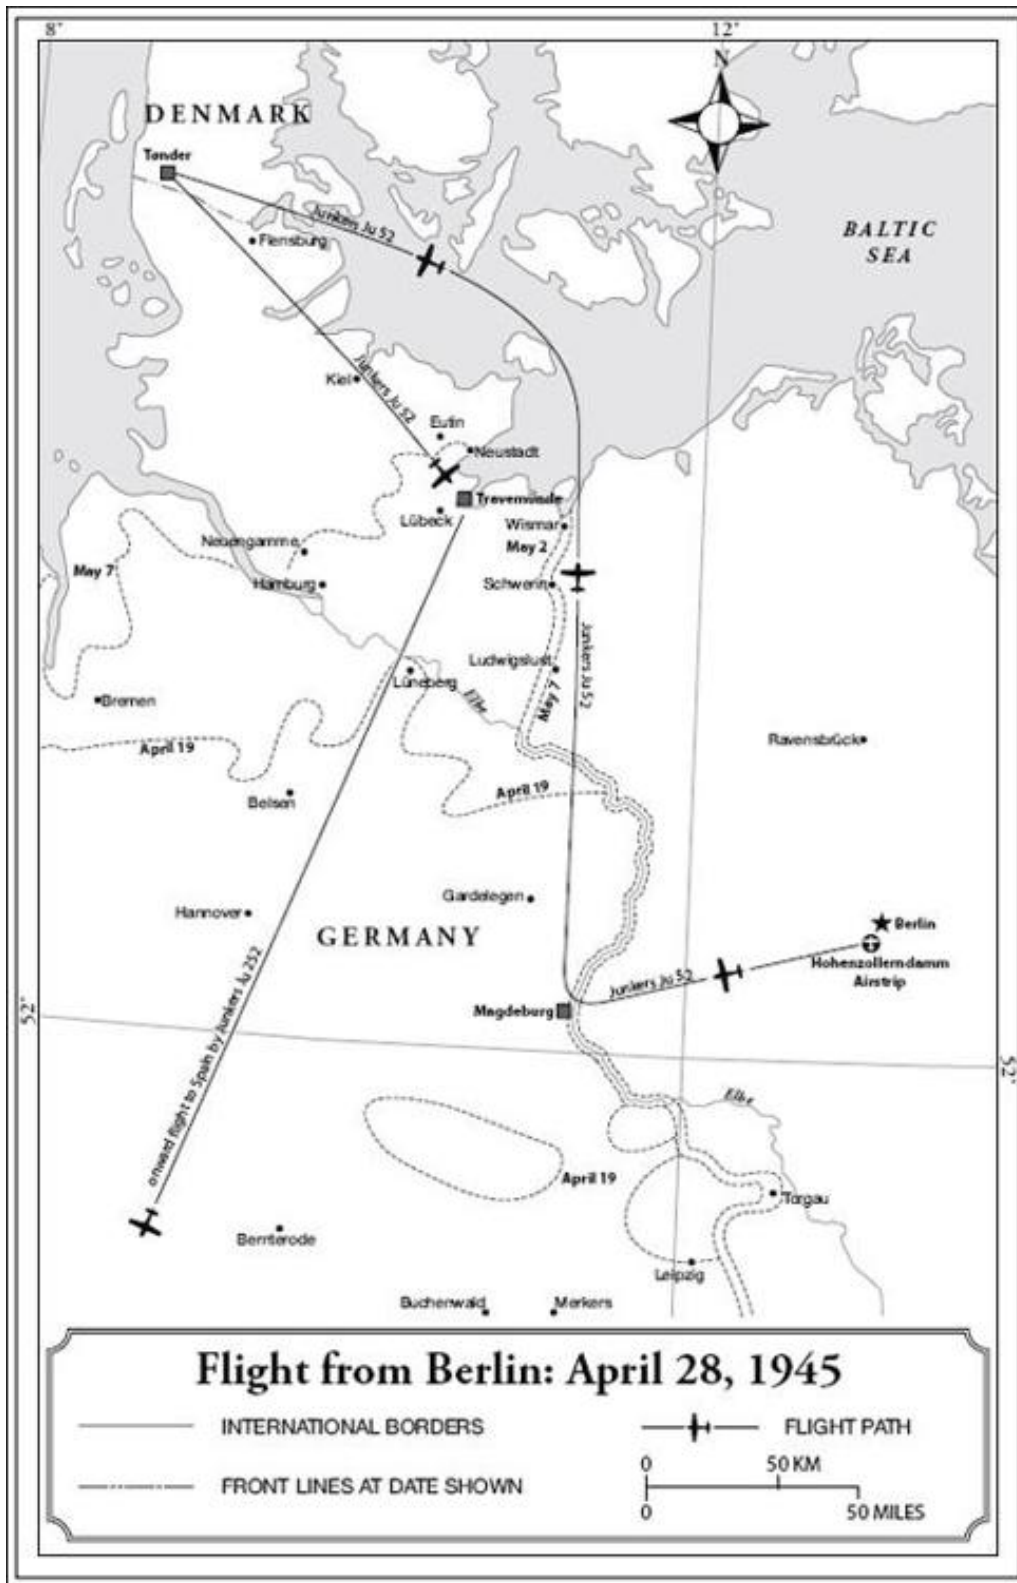 8°
12°
N
DENMARK
Tønder
Junkers Ju 52
Flensburg
BALTIC
SEA
Kiel
Junkers Ju 52
Eutin
Neustadt
Travemünde
Lübeck
Wismar
May 2
Neuengamme
May 7
Hamburg
Schwerin
Junkers Ju 52
Ludwigslust
Lüneberg
May 7
Elbe
Bremen
April 19
Ravensbrück
April 19
Belsen
Gardelegen
Hannover
GERMANY
Berlin
Hohenzollerndamm
Airstrip
Junkers Ju 52
Magdeburg
52°
52°
onward flight to Spain by Junkers Ju 252
Elbe
April 19
Torgau
Bernterode
Leipzig
Buchenwald
Merkers
Flight from Berlin: April 28, 1945
INTERNATIONAL BORDERS
FLIGHT PATH
FRONT LINES AT DATE SHOWN
0 50 KM
0 50 MILES